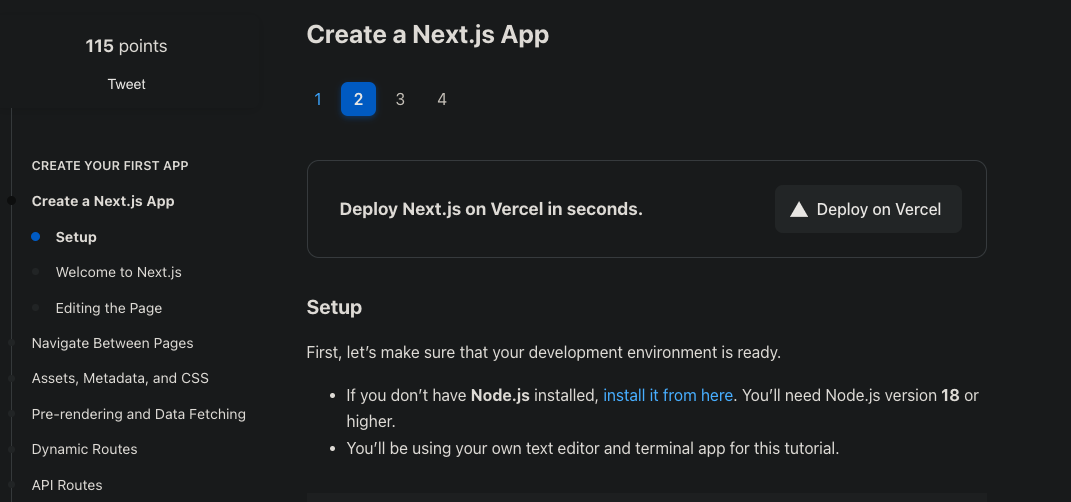 115 points
Tweet
CREATE YOUR FIRST APP
Create a Next.js App
Setup
Welcome to Next.js
Editing the Page
Navigate Between Pages
Assets, Metadata, and CSS
Pre-rendering and Data Fetching
Dynamic Routes
API Routes
Create a Next.js App
1 2 3 4
Deploy Next.js on Vercel in seconds.
Deploy on Vercel
Setup
First, let’s make sure that your development environment is ready.
• If you don’t have Node.js installed, install it from here. You’ll need Node.js version 18 or
higher.
• You’ll be using your own text editor and terminal app for this tutorial.